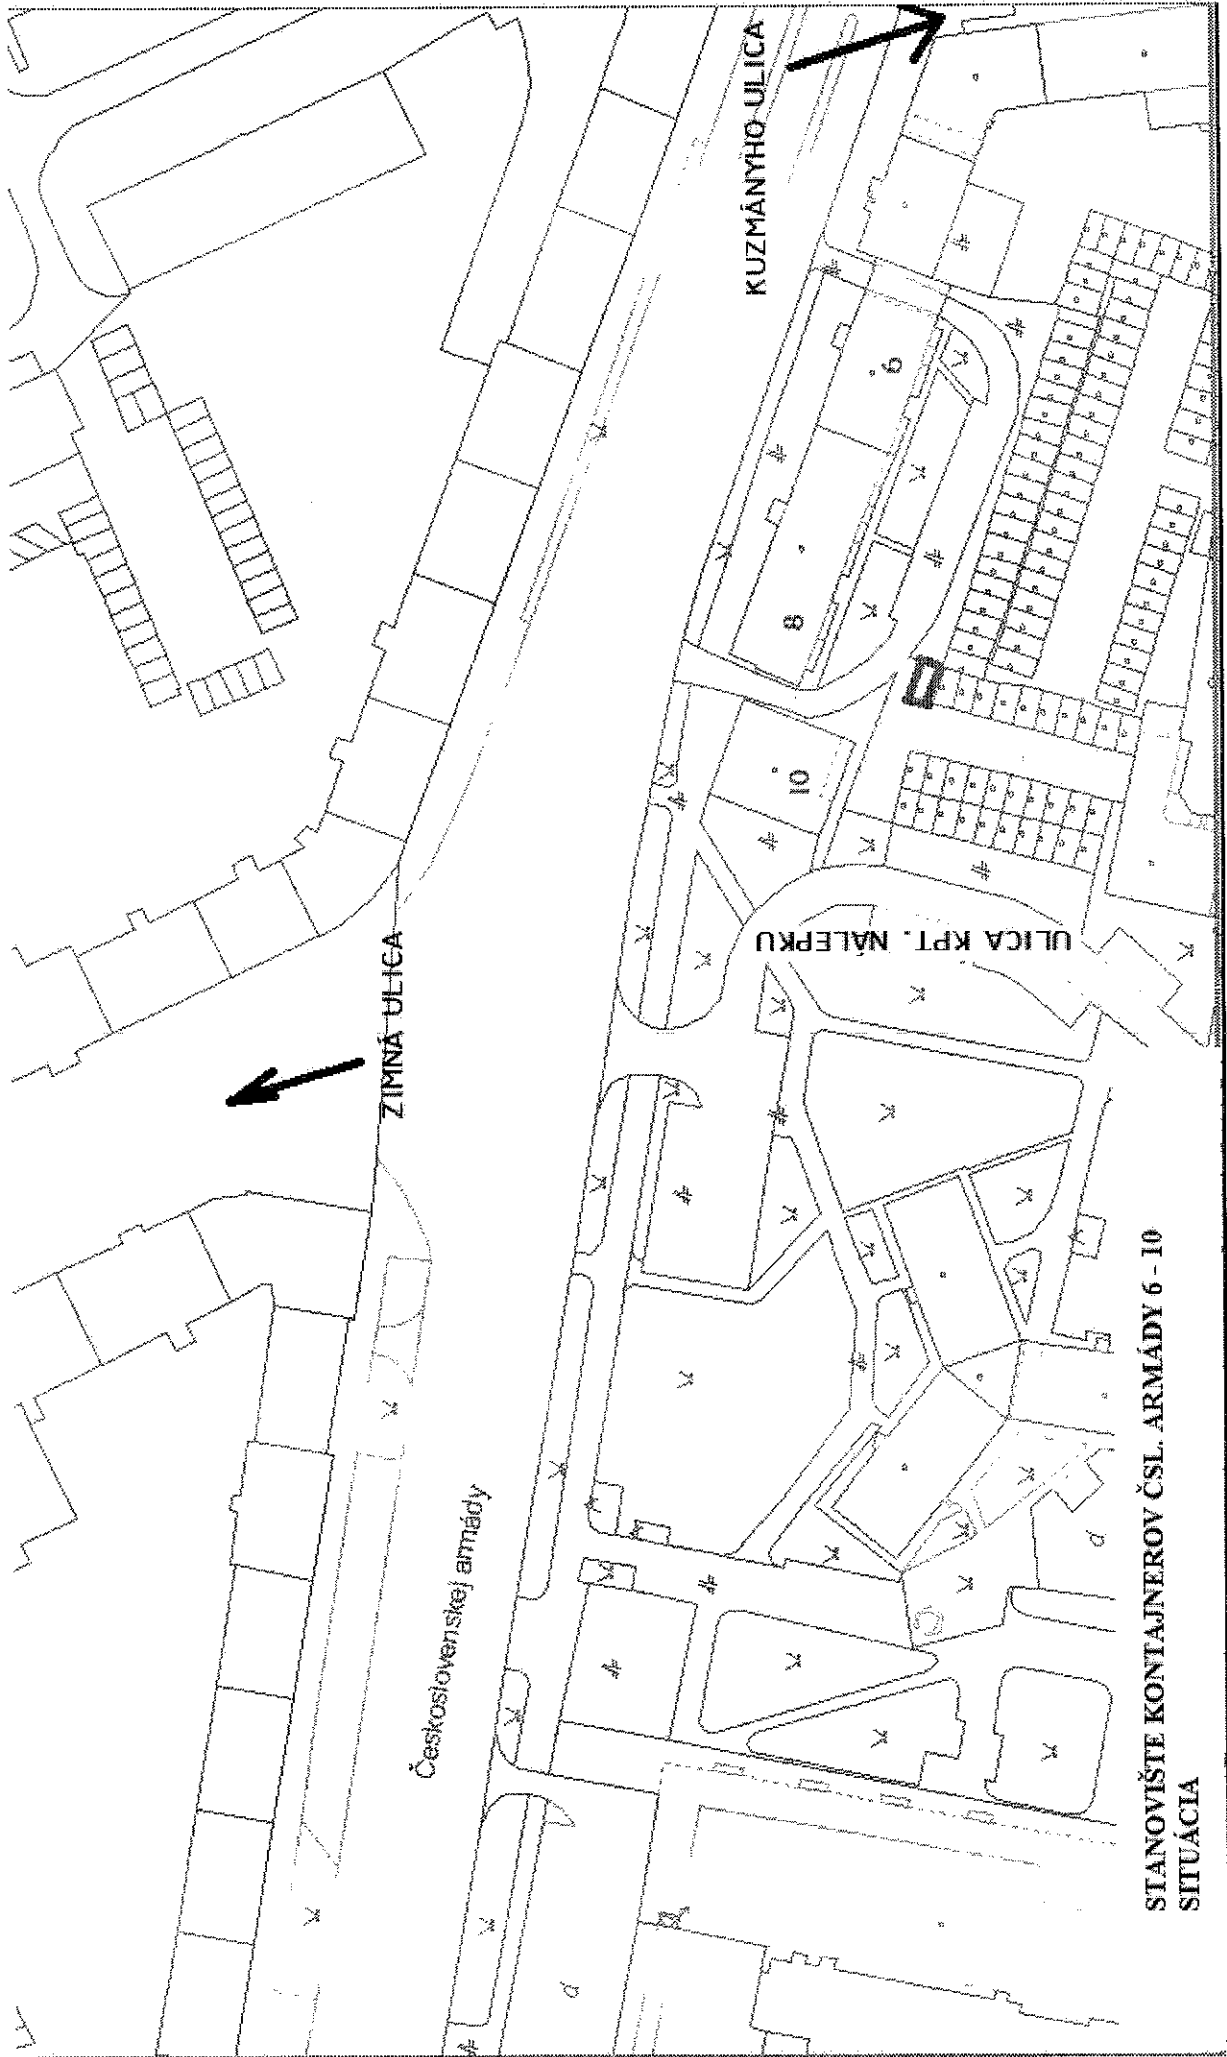 KUZMÁNYHO ULICA
ZIMNÁ ULICA
ULICA KPT. NÁLEPKU
Československej armády
6
8
10
STANOVIŠTE KONTAJNEROV ČSL. ARMÁDY 6 - 10
SITUÁCIA